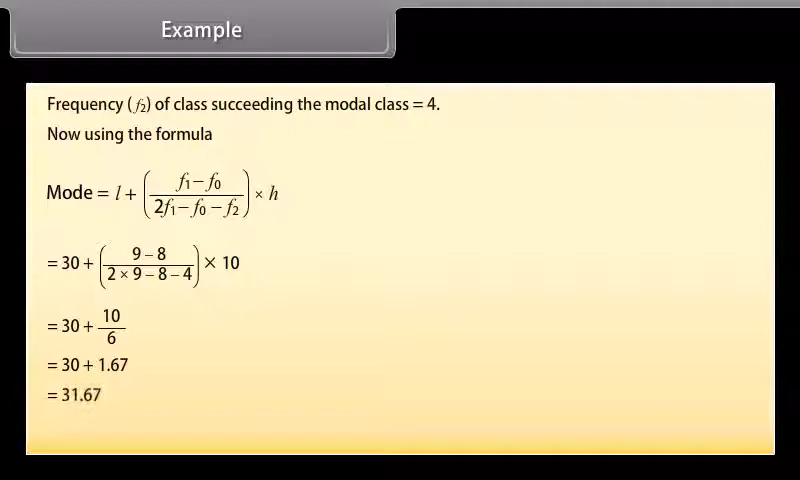 Example
Frequency (f₂) of class succeeding the modal class = 4.
Now using the formula
Mode = l + ( (f₁ – f₀) / (2f₁ – f₀ – f₂) ) × h
= 30 + ( (9 – 8) / (2 × 9 – 8 – 4) ) × 10
= 30 + 10/6
= 30 + 1.67
= 31.67